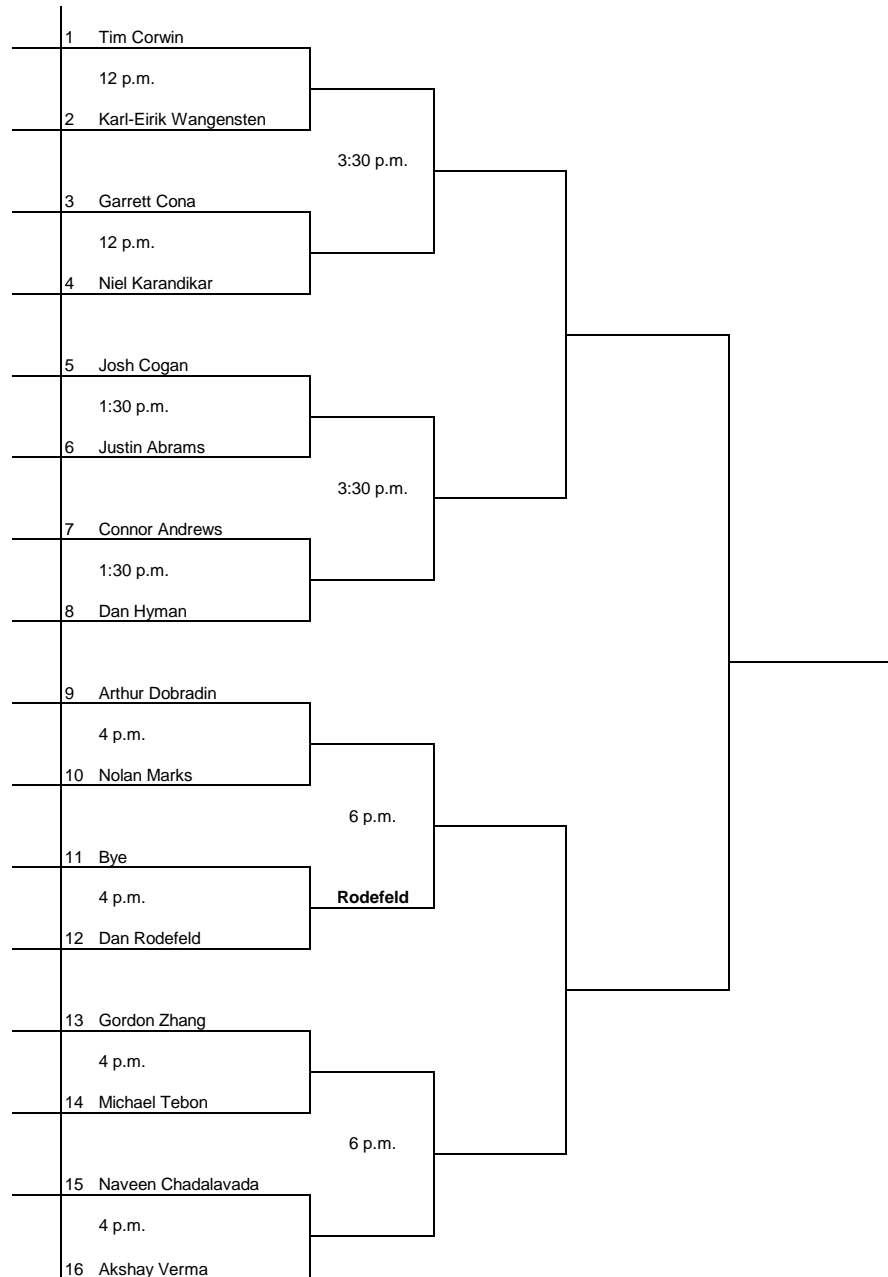 1 Tim Corwin
12 p.m.
2 Karl-Eirik Wangensten
3:30 p.m.
3 Garrett Cona
12 p.m.
4 Niel Karandikar
5 Josh Cogan
1:30 p.m.
6 Justin Abrams
3:30 p.m.
7 Connor Andrews
1:30 p.m.
8 Dan Hyman
9 Arthur Dobradin
4 p.m.
10 Nolan Marks
6 p.m.
11 Bye
4 p.m. Rodefeld
12 Dan Rodefeld
13 Gordon Zhang
4 p.m.
14 Michael Tebon
6 p.m.
15 Naveen Chadalavada
4 p.m.
16 Akshay Verma